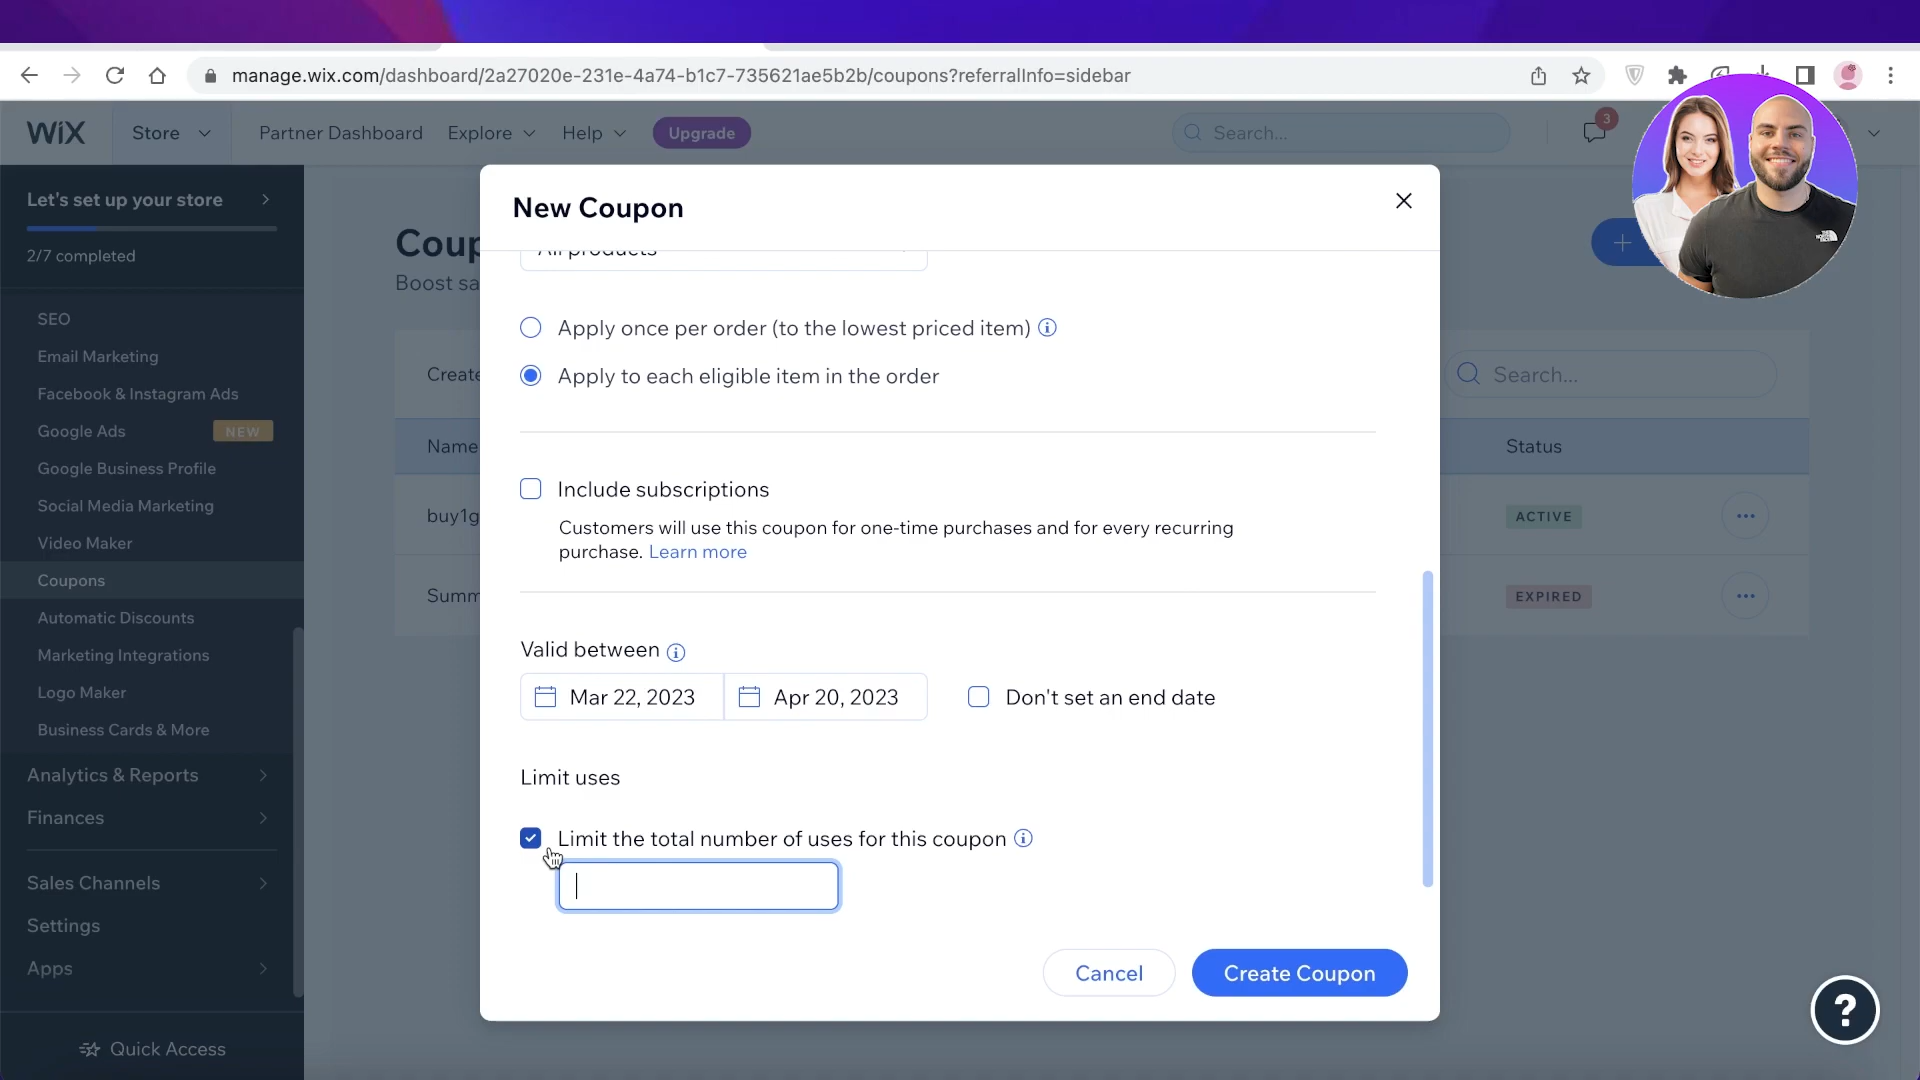 manage.wix.com/dashboard/2a27020e-231e-4a74-b1c7-735621ae5b2b/coupons?referralInfo=sidebar
WiX
Store
Partner Dashboard
Explore
Help
Upgrade
Search...
3
Let's set up your store
2/7 completed
SEO
Email Marketing
Facebook & Instagram Ads
Google Ads
NEW
Google Business Profile
Social Media Marketing
Video Maker
Coupons
Automatic Discounts
Marketing Integrations
Logo Maker
Business Cards & More
Analytics & Reports
Finances
Sales Channels
Settings
Apps
Quick Access
Coup
Boost sa
Create
Search...
Name
Status
buy1g
ACTIVE
Summ
EXPIRED
New Coupon
All products
Apply once per order (to the lowest priced item)
Apply to each eligible item in the order
Include subscriptions
Customers will use this coupon for one-time purchases and for every recurring
purchase. Learn more
Valid between
Mar 22, 2023
Apr 20, 2023
Don't set an end date
Limit uses
Limit the total number of uses for this coupon
Cancel
Create Coupon
?